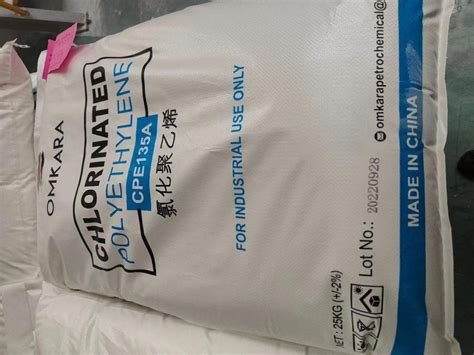 OMKARA
CHLORINATED
POLYETHYLENE
CPE135A
氯化聚乙烯
FOR INDUSTRIAL USE ONLY
NET : 25KG (+/-2%)
Lot No.: 20220928
MADE IN CHINA
omkarapetrochemical@